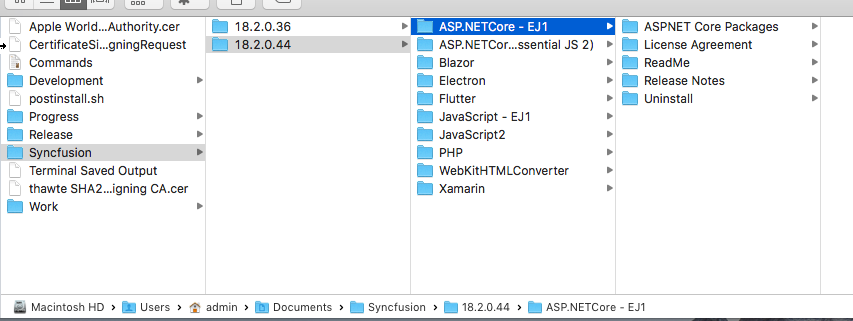 Apple World...Authority.cer
CertificateSi...gningRequest
Commands
Development
postinstall.sh
Progress
Release
Syncfusion
Terminal Saved Output
thawte SHA2...igning CA.cer
Work
18.2.0.36
18.2.0.44
ASP.NETCore - EJ1
ASP.NETCor...ssential JS 2)
Blazor
Electron
Flutter
JavaScript - EJ1
JavaScript2
PHP
WebKitHTMLConverter
Xamarin
ASPNET Core Packages
License Agreement
ReadMe
Release Notes
Uninstall
Macintosh HD Users admin Documents Syncfusion 18.2.0.44 ASP.NETCore - EJ1